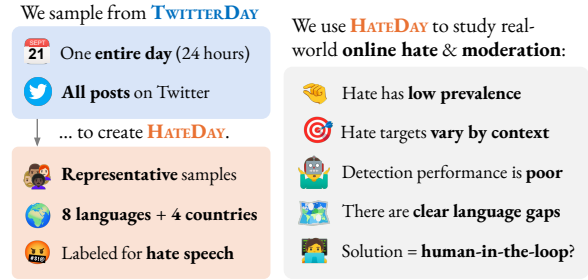 We sample from TWITTERDAY
SEPT
21
One entire day (24 hours)
All posts on Twitter
... to create HATEDAY.
Representative samples
8 languages + 4 countries
#$!@
Labeled for hate speech
We use HATEDAY to study real-
world online hate & moderation:
Hate has low prevalence
Hate targets vary by context
Detection performance is poor
There are clear language gaps
Solution = human-in-the-loop?